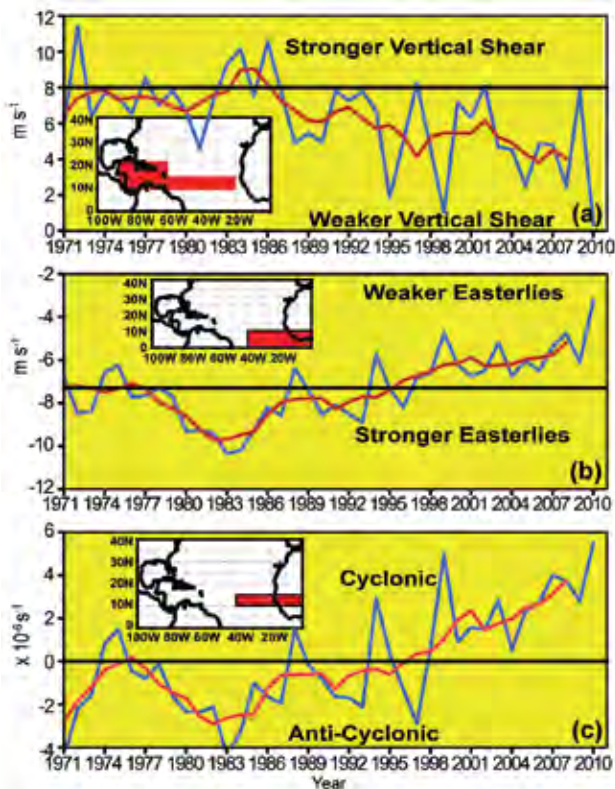 12
10
8
6
4
2
0
m s⁻¹
Stronger Vertical Shear
40N
30N
20N
10N
0
100W 80W 60W 40W 20W
Weaker Vertical Shear (a)
1971 1974 1977 1980 1983 1986 1989 1992 1995 1998 2001 2004 2007 2010
-2
-4
-6
-8
-10
-12
m s⁻¹
40N
30N
20N
10N
0
100W 80W 60W 40W 20W
Weaker Easterlies
Stronger Easterlies
(b)
1971 1974 1977 1980 1983 1986 1989 1992 1995 1998 2001 2004 2007 2010
6
4
2
0
-2
-4
x 10⁻⁶s⁻¹
40N
30N
20N
10N
0
100W 80W 60W 40W 20W
Cyclonic
Anti-Cyclonic (c)
1971 1974 1977 1980 1983 1986 1989 1992 1995 1998 2001 2004 2007 2010
Year